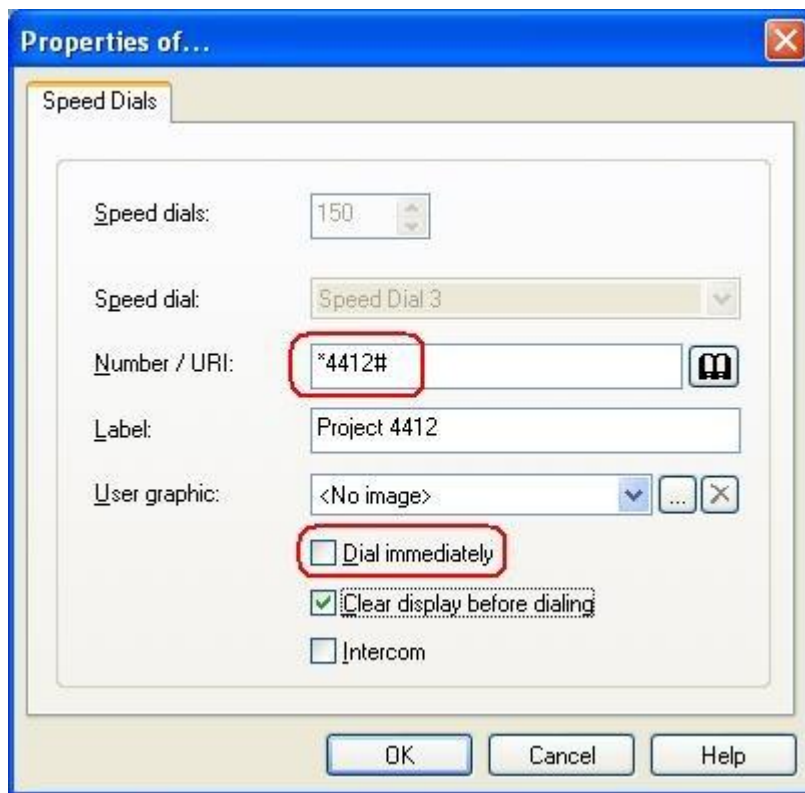 Properties of...
Speed Dials
Speed dials: 150
Speed dial: Speed Dial 3
Number / URI: *4412#
Label: Project 4412
User graphic: <No image> ...
Dial immediately
Clear display before dialing
Intercom
OK Cancel Help